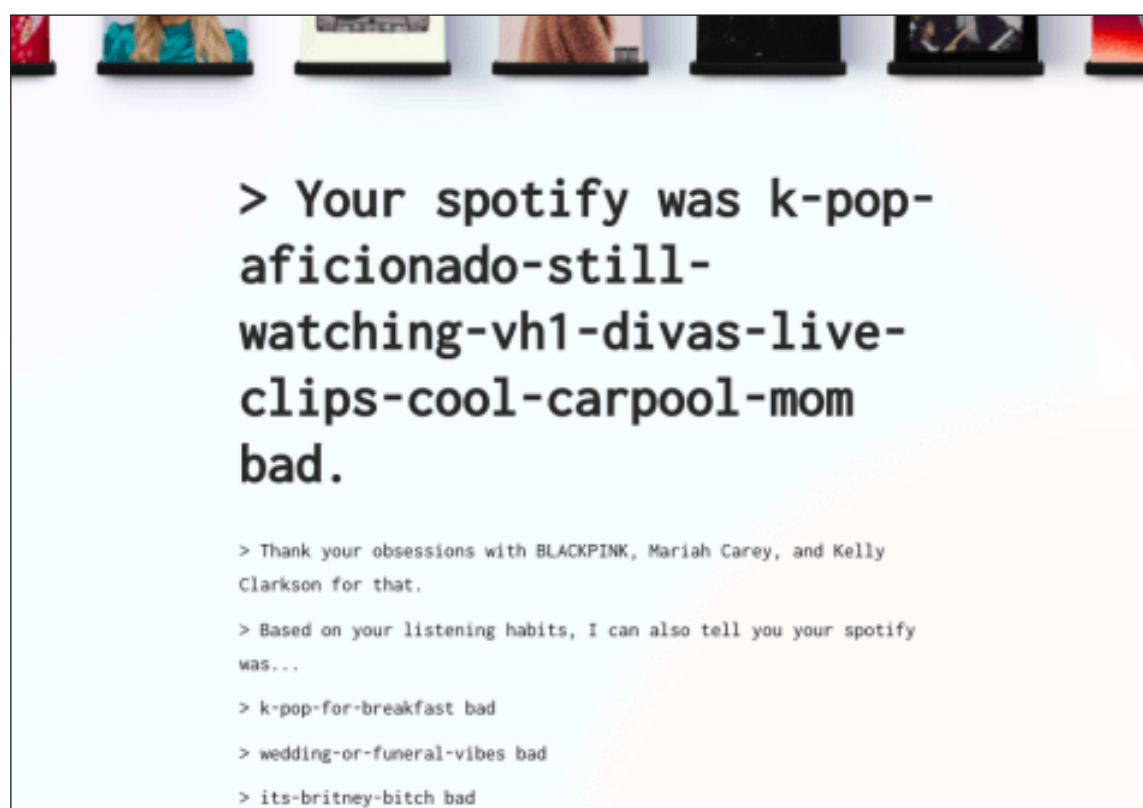 > Your spotify was k-pop-
aficionado-still-
watching-vh1-divas-live-
clips-cool-carpool-mom
bad.
> Thank your obsessions with BLACKPINK, Mariah Carey, and Kelly
Clarkson for that.
> Based on your listening habits, I can also tell you your spotify
was...
> k-pop-for-breakfast bad
> wedding-or-funeral-vibes bad
> its-britney-bitch bad